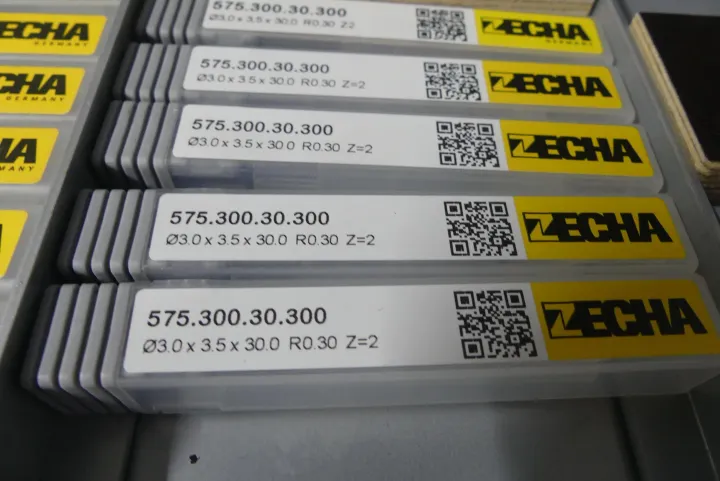 575.300.30.300
Ø3.0 x 3.5 x 30.0 R0.30 Z2
ZECHA
GERMANY
575.300.30.300
Ø3.0 x 3.5 x 30.0 R0.30 Z=2
ZECHA
575.300.30.300
Ø3.0 x 3.5 x 30.0 R0.30 Z=2
ZECHA
575.300.30.300
Ø3.0 x 3.5 x 30.0 R0.30 Z=2
ZECHA
575.300.30.300
Ø3.0 x 3.5 x 30.0 R0.30 Z=2
ZECHA
ECHA
GERMANY
CHA
GERMANY
HA
MANY
A